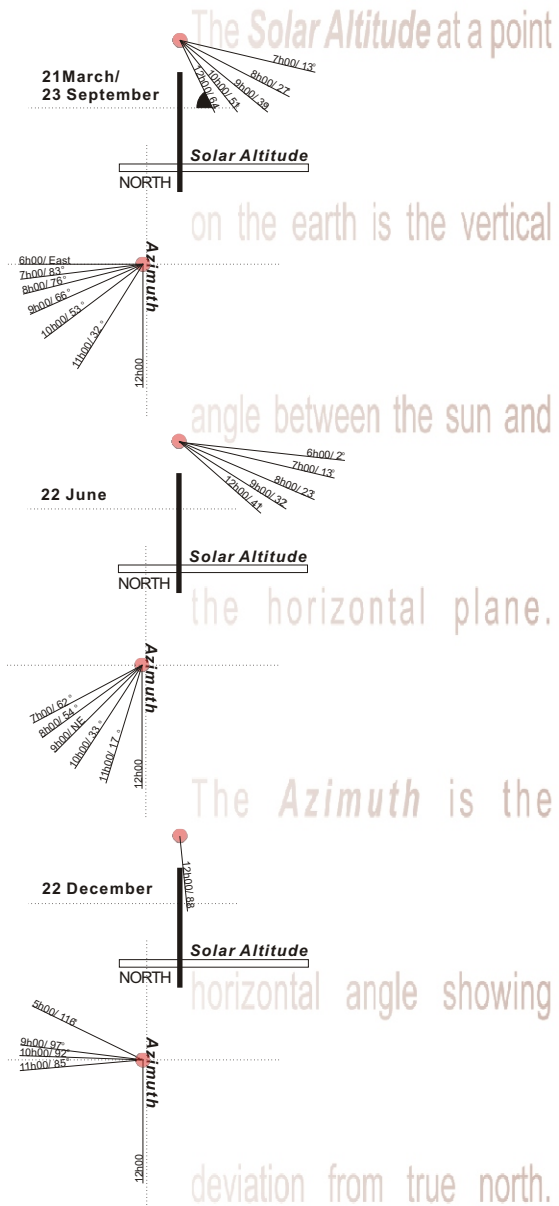 The Solar Altitude at a point
7h00/ 13°
8h00/ 27°
9h00/ 39
10h00/ 51
12h00/ 64
21March/
23 September
Solar Altitude
NORTH
on the earth is the vertical
Azimuth
6h00/ East
7h00/ 83°
8h00/ 76°
9h00/ 66°
10h00/ 53°
11h00/ 32°
12h00
angle between the sun and
6h00/ 2°
7h00/ 13°
8h00/ 23°
9h00/ 32°
12h00/ 41°
22 June
Solar Altitude
NORTH
the horizontal plane.
Azimuth
7h00/ 62°
8h00/ 54°
9h00/ NE
10h00/ 33°
11h00/ 17°
12h00
The Azimuth is the
12h00/ 88
22 December
Solar Altitude
NORTH
horizontal angle showing
5h00/ 116°
Azimuth
9h00/ 97°
10h00/ 92°
11h00/ 85°
12h00
deviation from true north.